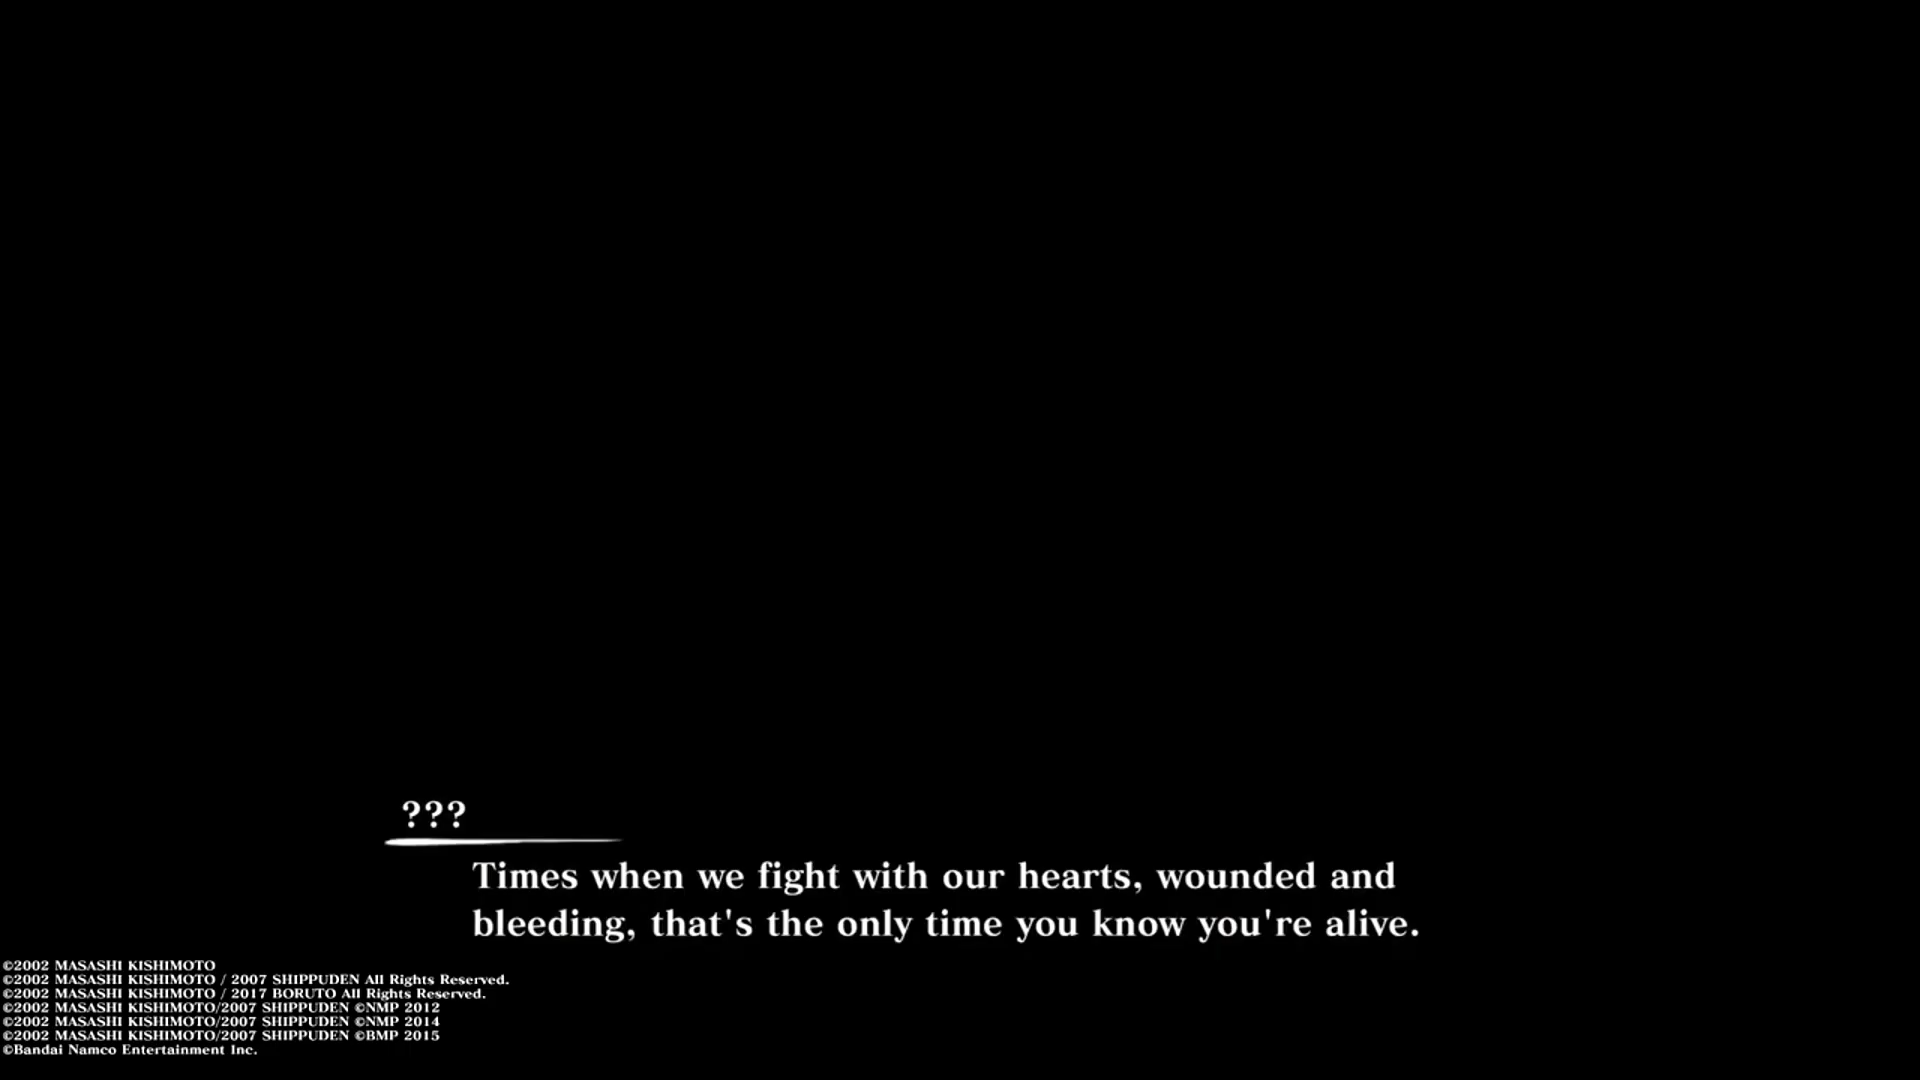 ???
Times when we fight with our hearts, wounded and
bleeding, that's the only time you know you're alive.
©2002 MASASHI KISHIMOTO
©2002 MASASHI KISHIMOTO / 2007 SHIPPUDEN All Rights Reserved.
©2002 MASASHI KISHIMOTO / 2017 BORUTO All Rights Reserved.
©2002 MASASHI KISHIMOTO/2007 SHIPPUDEN ©NMP 2012
©2002 MASASHI KISHIMOTO/2007 SHIPPUDEN ©NMP 2014
©2002 MASASHI KISHIMOTO/2007 SHIPPUDEN ©BMP 2015
©Bandai Namco Entertainment Inc.